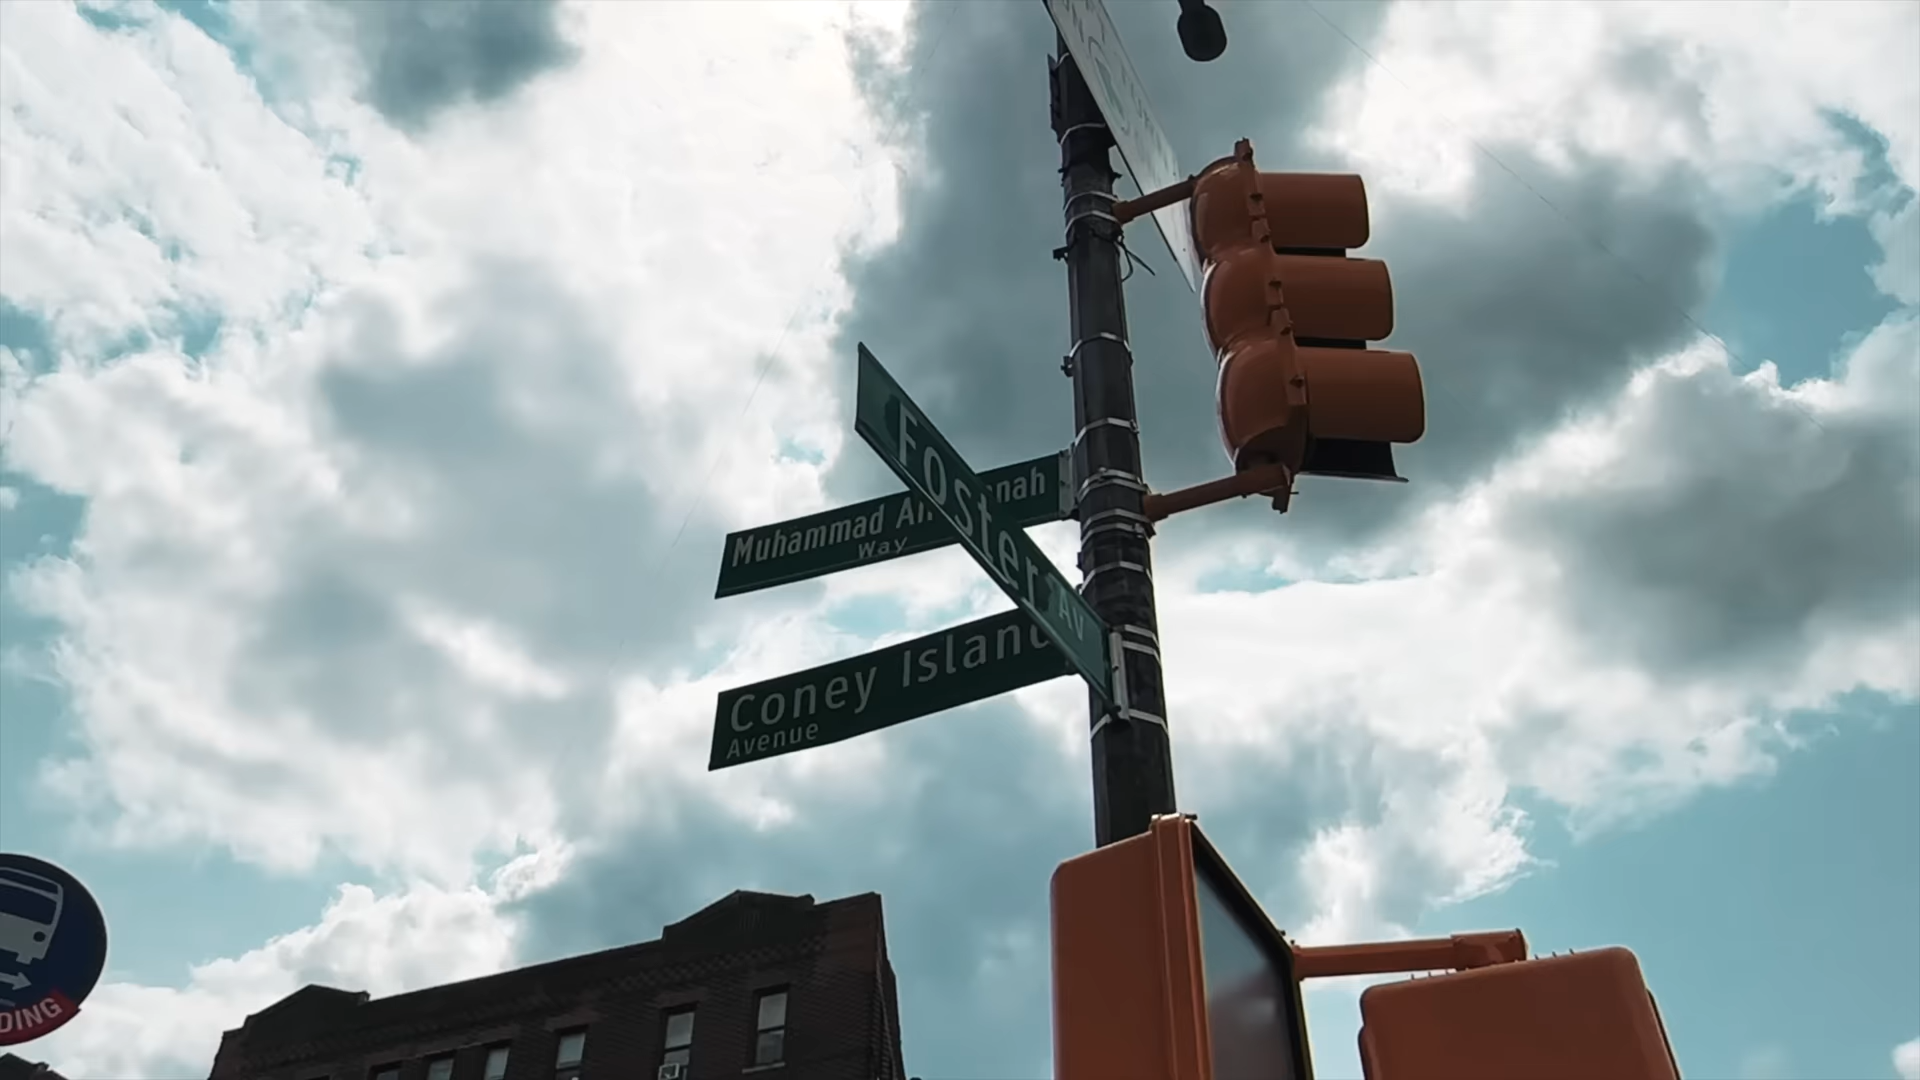 Foster AV
Muhammad
Way
Coney Island
Avenue
DING